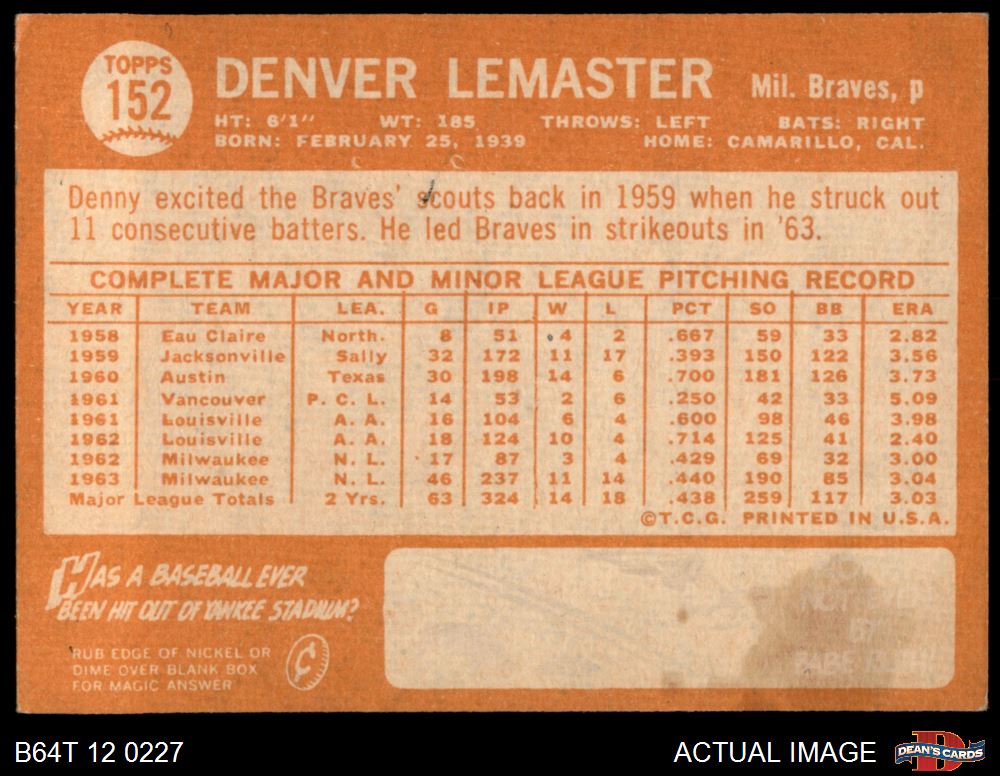 TOPPS
152
DENVER LEMASTER Mil. Braves, p
HT: 6'1" WT: 185 THROWS: LEFT BATS: RIGHT
BORN: FEBRUARY 25, 1939 HOME: CAMARILLO, CAL.
Denny excited the Braves' scouts back in 1959 when he struck out
11 consecutive batters. He led Braves in strikeouts in '63.
COMPLETE MAJOR AND MINOR LEAGUE PITCHING RECORD
YEAR TEAM LEA. G IP W L PCT SO BB ERA
1958 Eau Claire North. 8 51 4 2 .667 59 33 2.82
1959 Jacksonville Sally 32 172 11 17 .393 150 122 3.56
1960 Austin Texas 30 198 14 6 .700 181 126 3.73
1961 Vancouver P. C. L. 14 53 2 6 .250 42 33 5.09
1961 Louisville A. A. 16 104 6 4 .600 98 46 3.98
1962 Louisville A. A. 18 124 10 4 .714 125 41 2.40
1962 Milwaukee N. L. 17 87 3 4 .429 69 32 3.00
1963 Milwaukee N. L. 46 237 11 14 .440 190 85 3.04
Major League Totals 2 Yrs. 63 324 14 18 .438 259 117 3.03
©T.C.G. PRINTED IN U.S.A.
HAS A BASEBALL EVER
BEEN HIT OUT OF YANKEE STADIUM?
RUB EDGE OF NICKEL OR
DIME OVER BLANK BOX
FOR MAGIC ANSWER
B64T 12 0227 ACTUAL IMAGE DEAN'S CARDS